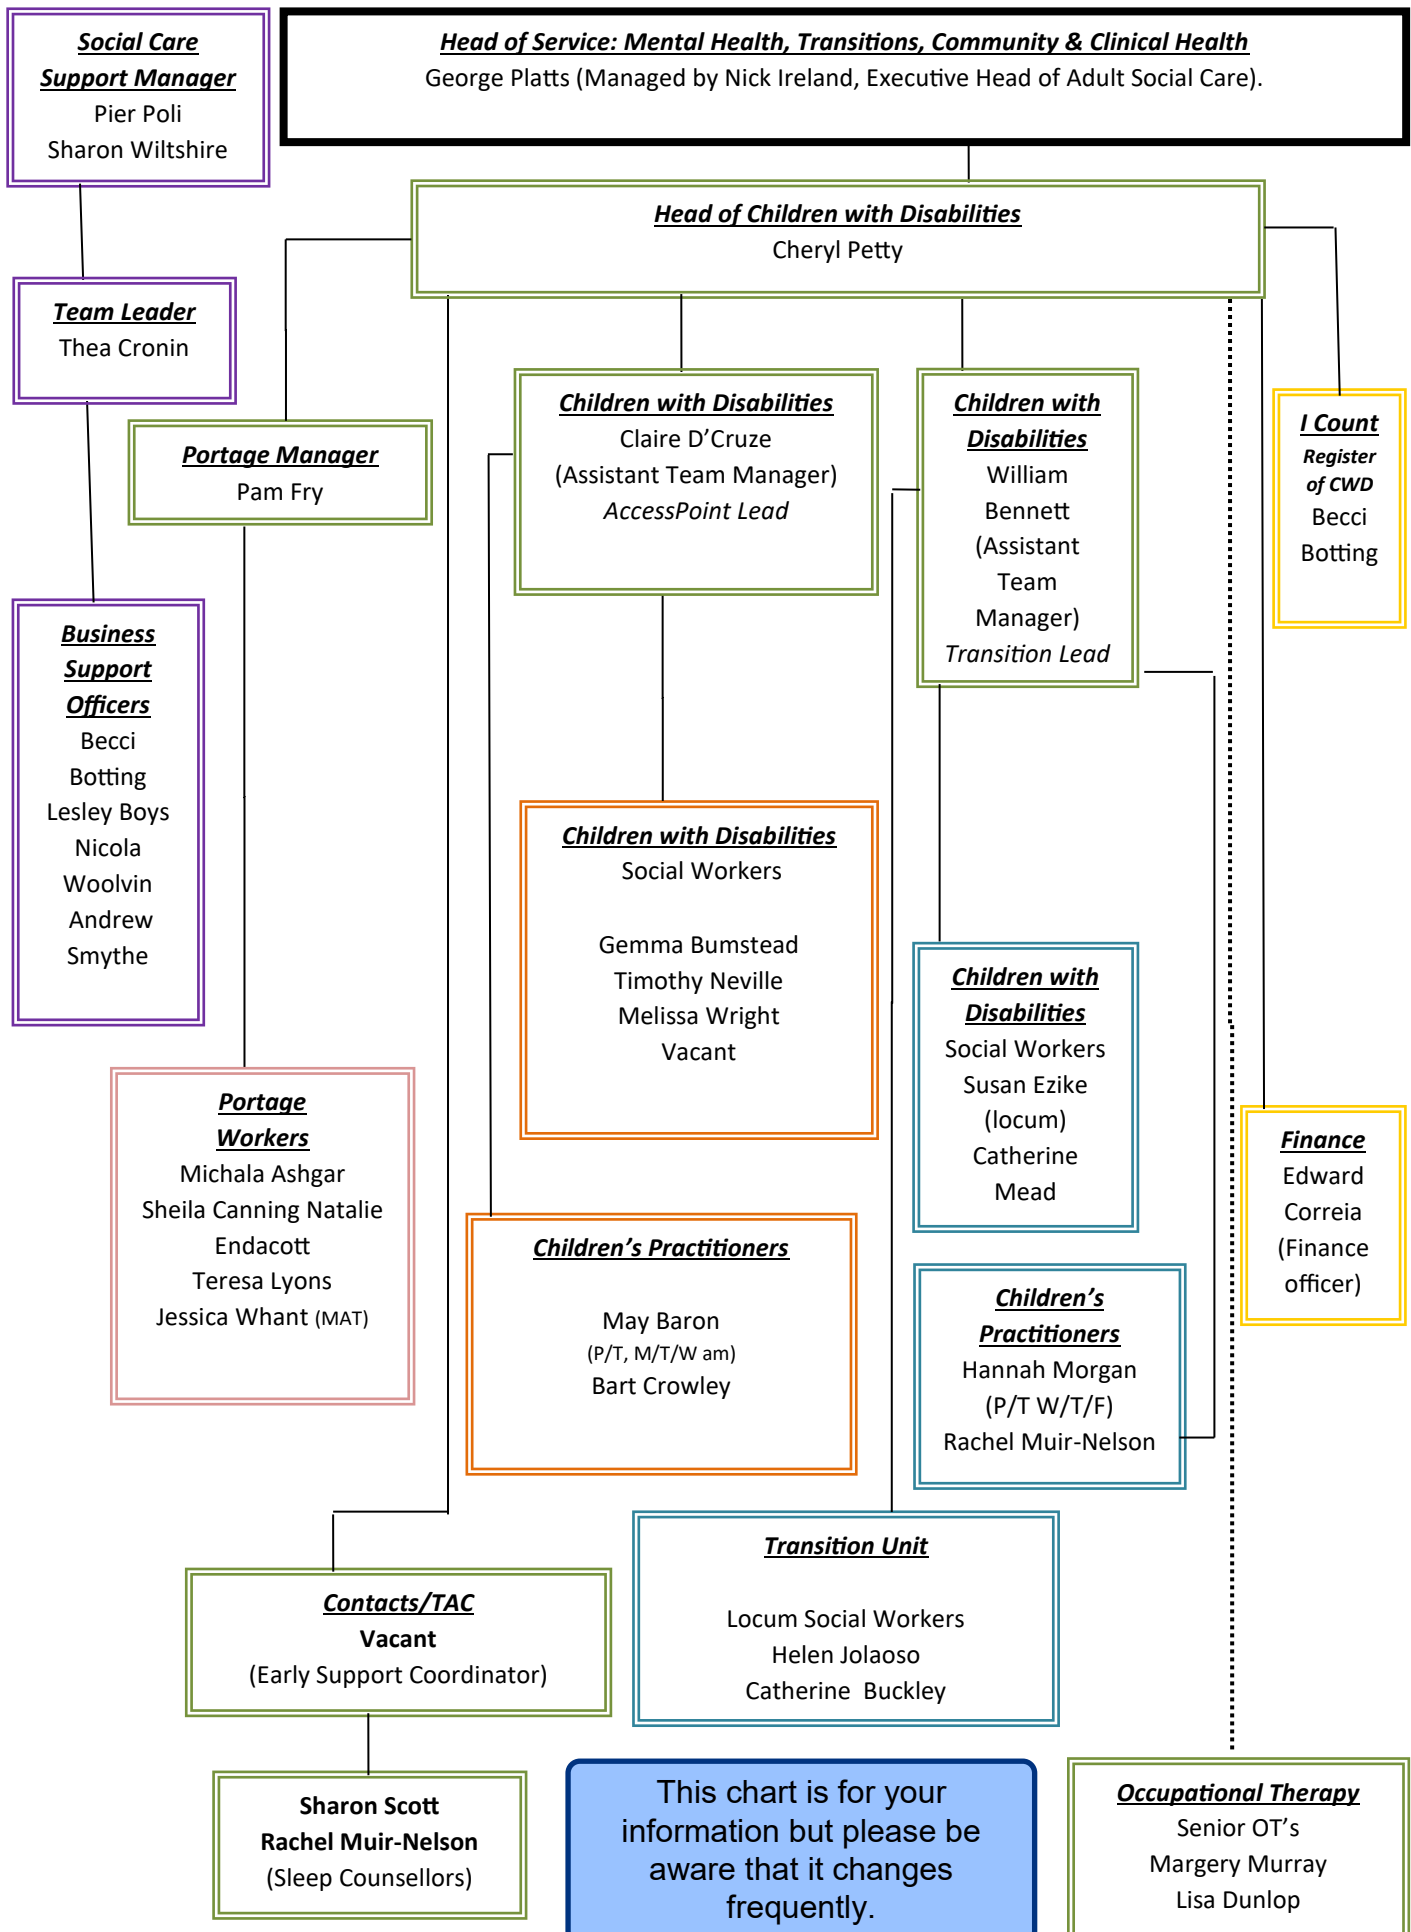 Social Care
Support Manager
Pier Poli
Sharon Wiltshire
Head of Service: Mental Health, Transitions, Community & Clinical Health
George Platts (Managed by Nick Ireland, Executive Head of Adult Social Care).
Head of Children with Disabilities
Cheryl Petty
Team Leader
Thea Cronin
Portage Manager
Pam Fry
Children with Disabilities
Claire D’Cruze
(Assistant Team Manager)
AccessPoint Lead
Children with
Disabilities
William
Bennett
(Assistant
Team
Manager)
Transition Lead
I Count
Register
of CWD
Becci
Botting
Business
Support
Officers
Becci
Botting
Lesley Boys
Nicola
Woolvin
Andrew
Smythe
Children with Disabilities
Social Workers
Gemma Bumstead
Timothy Neville
Melissa Wright
Vacant
Children with
Disabilities
Social Workers
Susan Ezike
(locum)
Catherine
Mead
Portage
Workers
Michala Ashgar
Sheila Canning Natalie
Endacott
Teresa Lyons
Jessica Whant (MAT)
Finance
Edward
Correia
(Finance
officer)
Children’s Practitioners
May Baron
(P/T, M/T/W am)
Bart Crowley
Children’s
Practitioners
Hannah Morgan
(P/T W/T/F)
Rachel Muir-Nelson
Transition Unit
Locum Social Workers
Helen Jolaoso
Catherine Buckley
Contacts/TAC
Vacant
(Early Support Coordinator)
Sharon Scott
Rachel Muir-Nelson
(Sleep Counsellors)
This chart is for your
information but please be
aware that it changes
frequently.
Occupational Therapy
Senior OT’s
Margery Murray
Lisa Dunlop